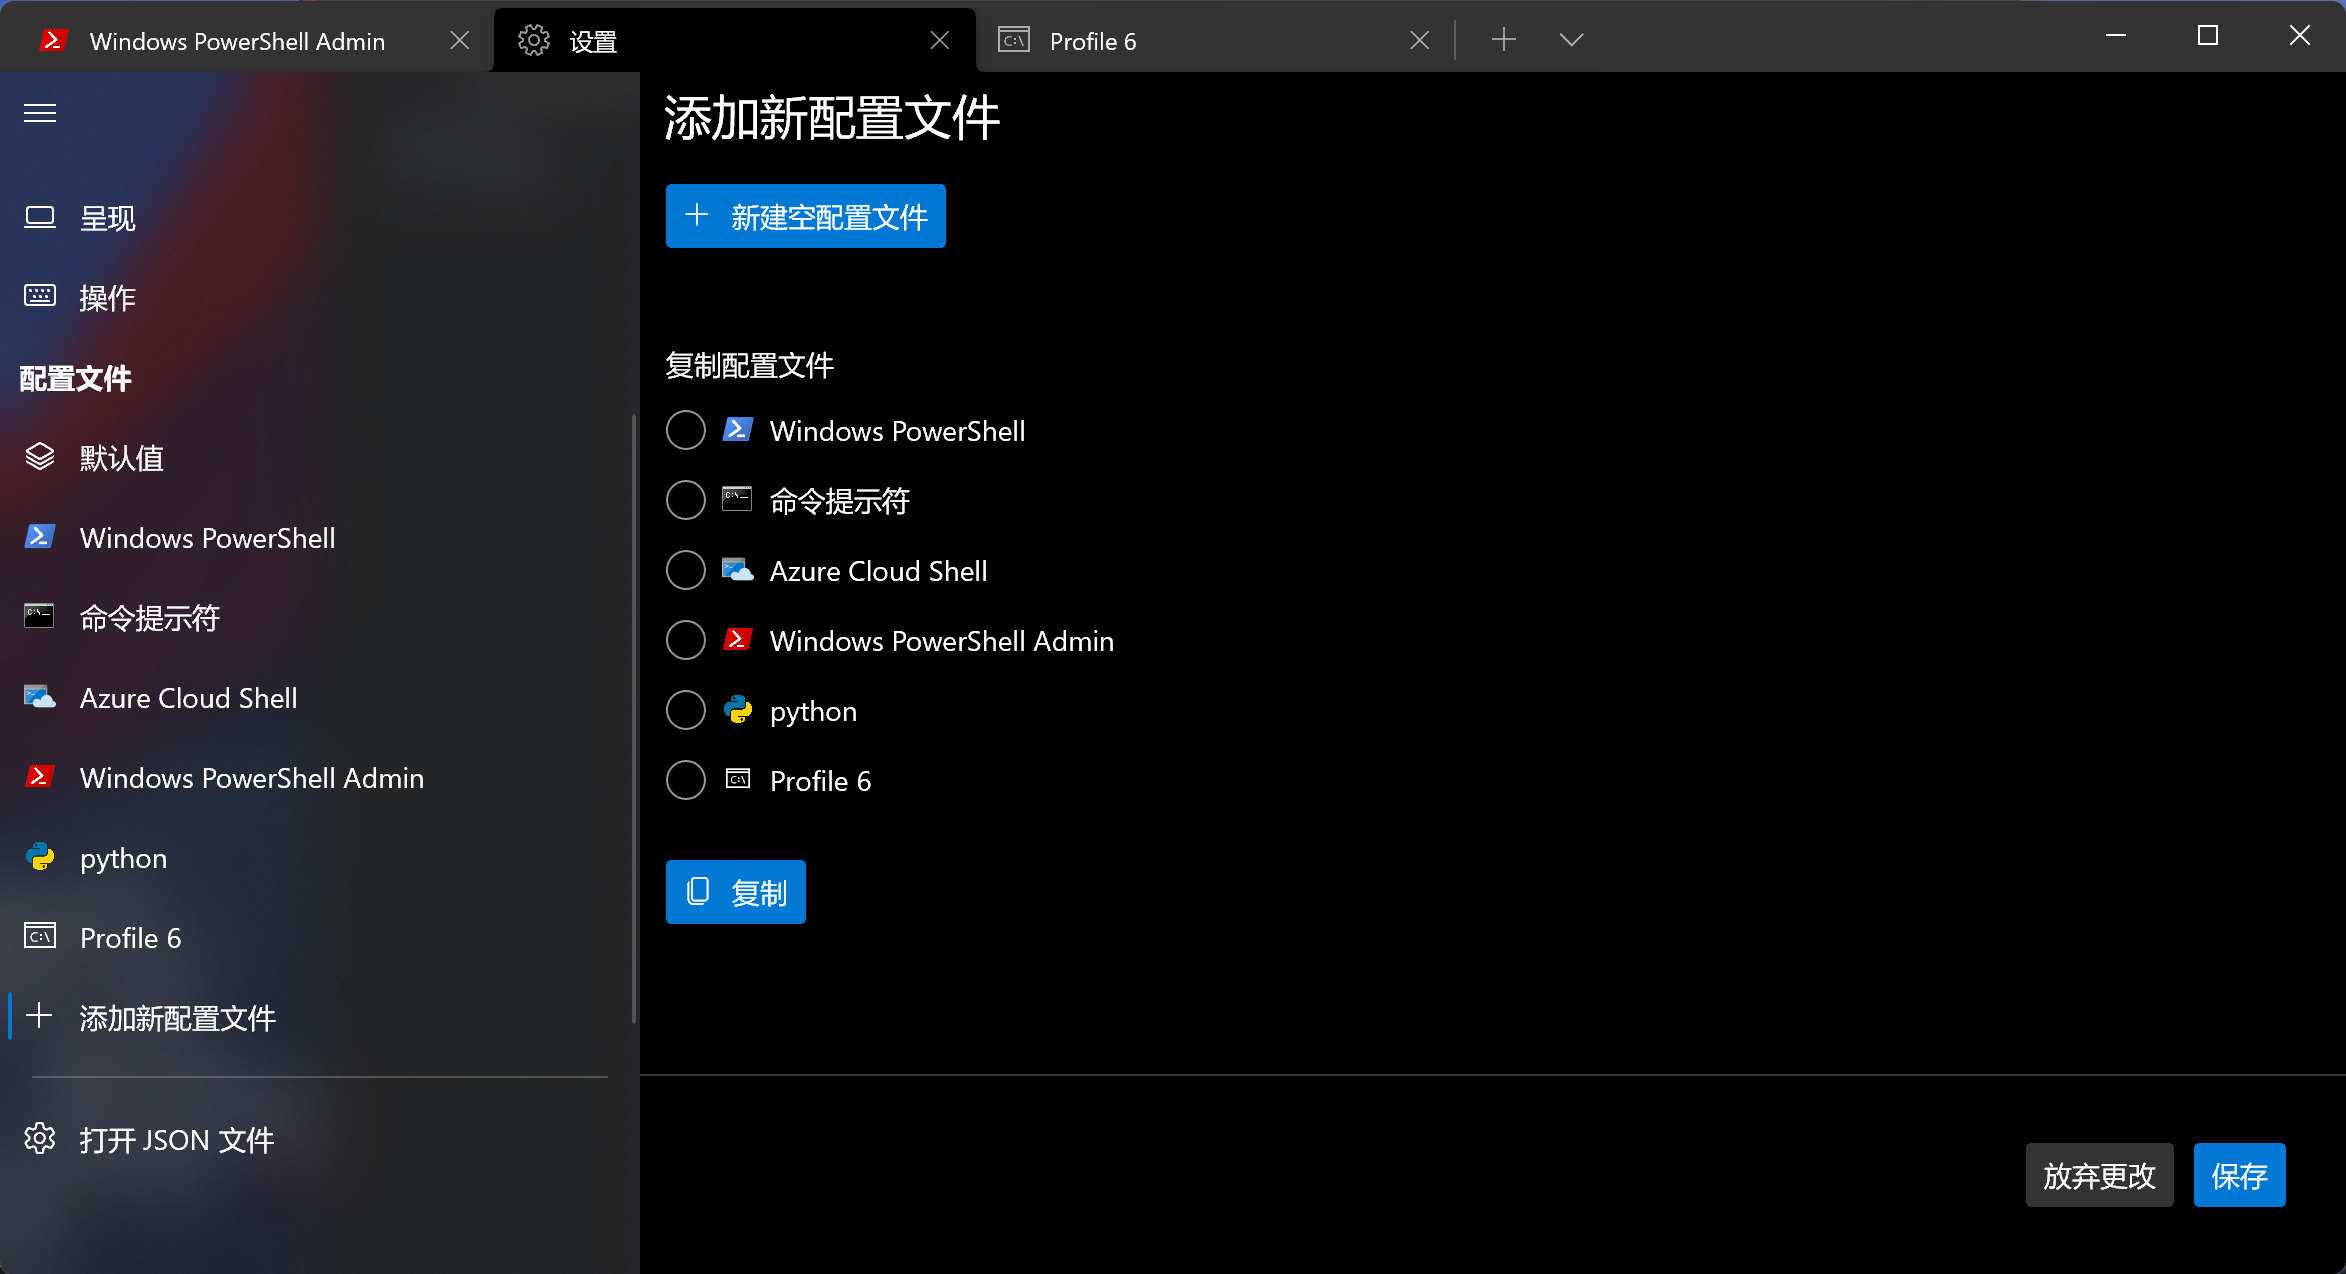 Windows PowerShell Admin
设置
Profile 6
呈现
操作
配置文件
默认值
Windows PowerShell
命令提示符
Azure Cloud Shell
Windows PowerShell Admin
python
Profile 6
添加新配置文件
打开 JSON 文件
添加新配置文件
新建空配置文件
复制配置文件
Windows PowerShell
命令提示符
Azure Cloud Shell
Windows PowerShell Admin
python
Profile 6
复制
放弃更改
保存